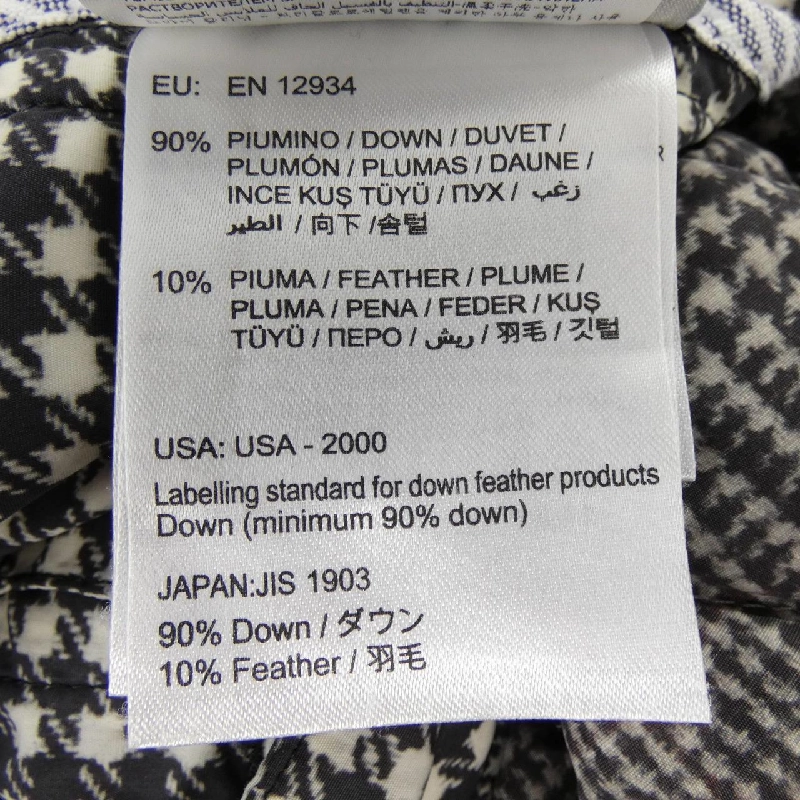 EU: EN 12934
90% PIUMINO / DOWN / DUVET /
PLUMÓN / PLUMAS / DAUNE /
INCE KUŞ TÜYÜ / ПУХ / زغب
الطير / 向下 /솜털
10% PIUMA / FEATHER / PLUME /
PLUMA / PENA / FEDER / KUŞ
TÜYÜ / ПЕРО / ريش / 羽毛 / 깃털
USA: USA - 2000
Labelling standard for down feather products
Down (minimum 90% down)
JAPAN:JIS 1903
90% Down / ダウン
10% Feather / 羽毛